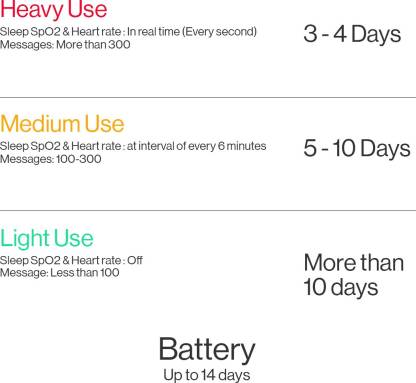 Heavy Use
Sleep SpO2 & Heart rate : In real time (Every second)
Messages: More than 300
3 - 4 Days
Medium Use
Sleep SpO2 & Heart rate : at interval of every 6 minutes
Messages: 100-300
5 - 10 Days
Light Use
Sleep SpO2 & Heart rate : Off
Message: Less than 100
More than
10 days
Battery
Up to 14 days